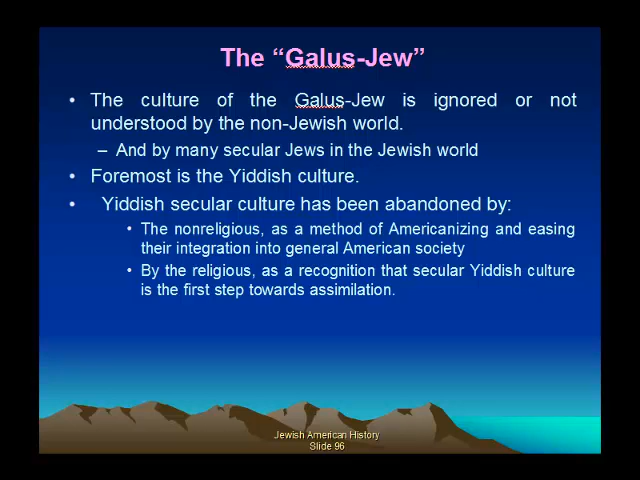 The “Galus-Jew”
• The culture of the Galus-Jew is ignored or not
understood by the non-Jewish world.
– And by many secular Jews in the Jewish world
• Foremost is the Yiddish culture.
• Yiddish secular culture has been abandoned by:
• The nonreligious, as a method of Americanizing and easing
their integration into general American society
• By the religious, as a recognition that secular Yiddish culture
is the first step towards assimilation.
Jewish American History
Slide 96